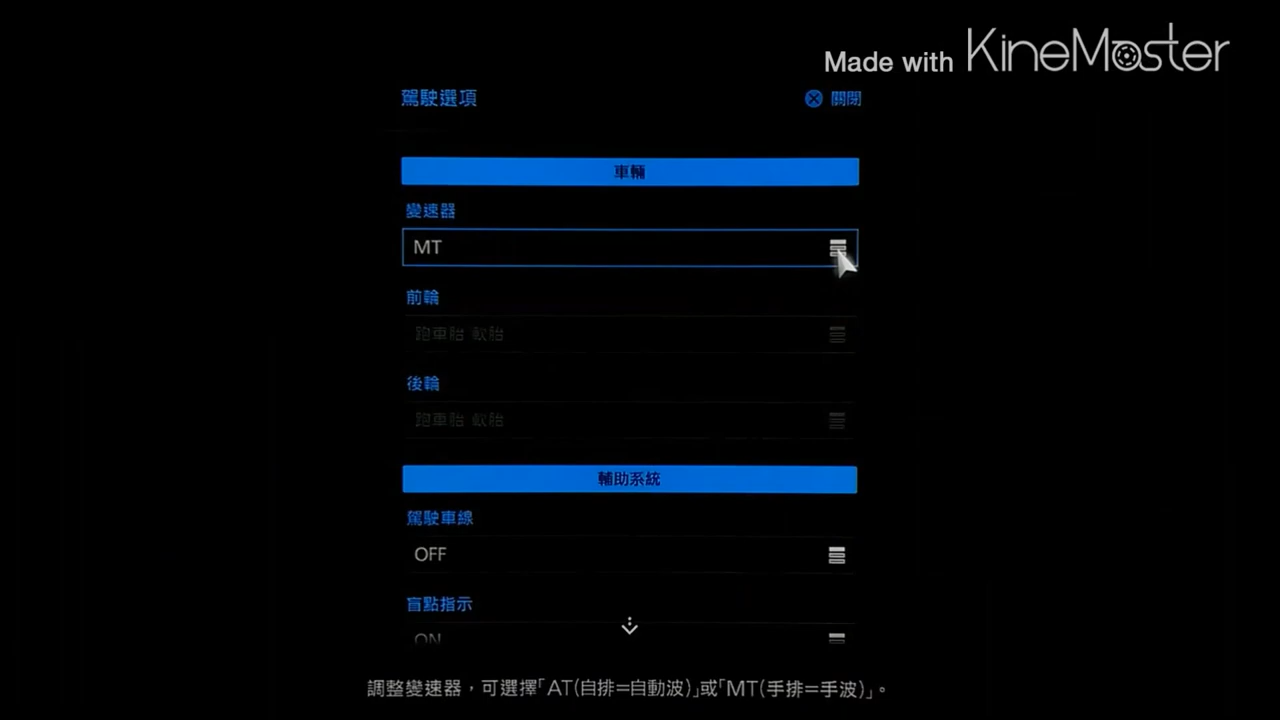 Made with KineMaster
駕駛選項
關閉
車輛
變速器
MT
前輪
跑車胎 軟胎
後輪
跑車胎 軟胎
輔助系統
駕駛車線
OFF
盲點指示
ON
調整變速器，可選擇「AT(自排=自動波)」或「MT(手排=手波)」。